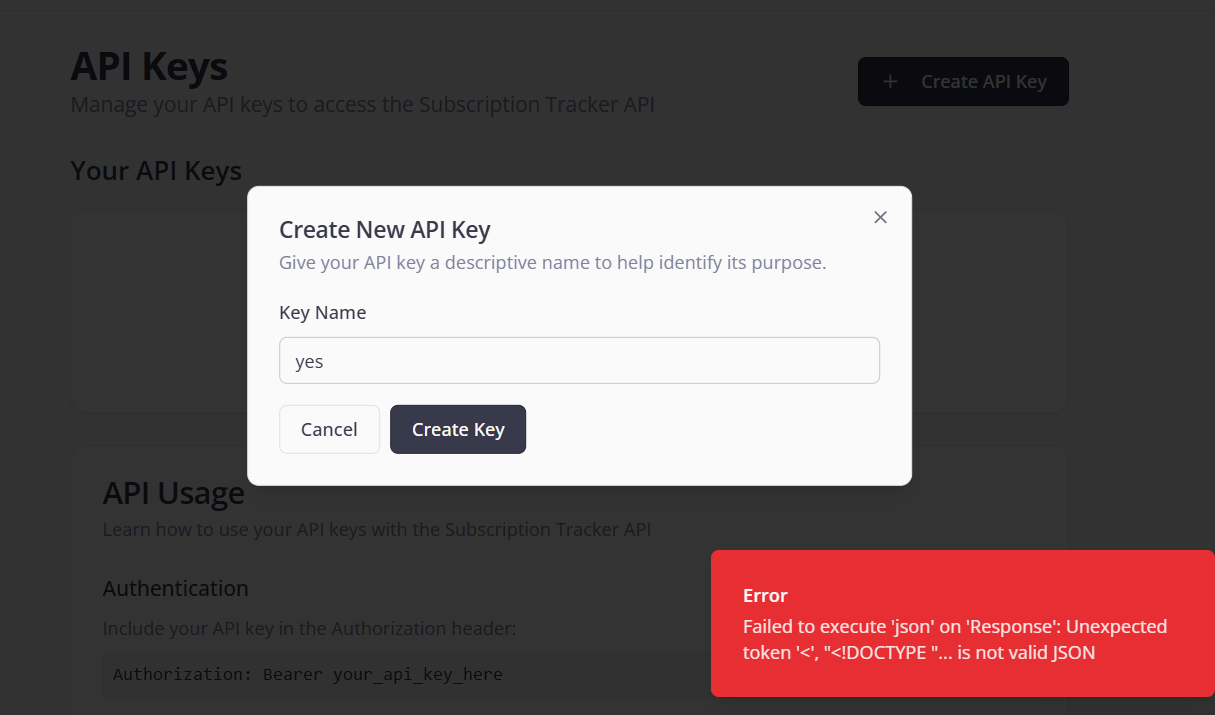 API Keys
Manage your API keys to access the Subscription Tracker API
+ Create API Key
Your API Keys
Create New API Key
Give your API key a descriptive name to help identify its purpose.
Key Name
yes
Cancel
Create Key
API Usage
Learn how to use your API keys with the Subscription Tracker API
Authentication
Include your API key in the Authorization header:
Authorization: Bearer your_api_key_here
Error
Failed to execute 'json' on 'Response': Unexpected
token '<', "<!DOCTYPE "... is not valid JSON